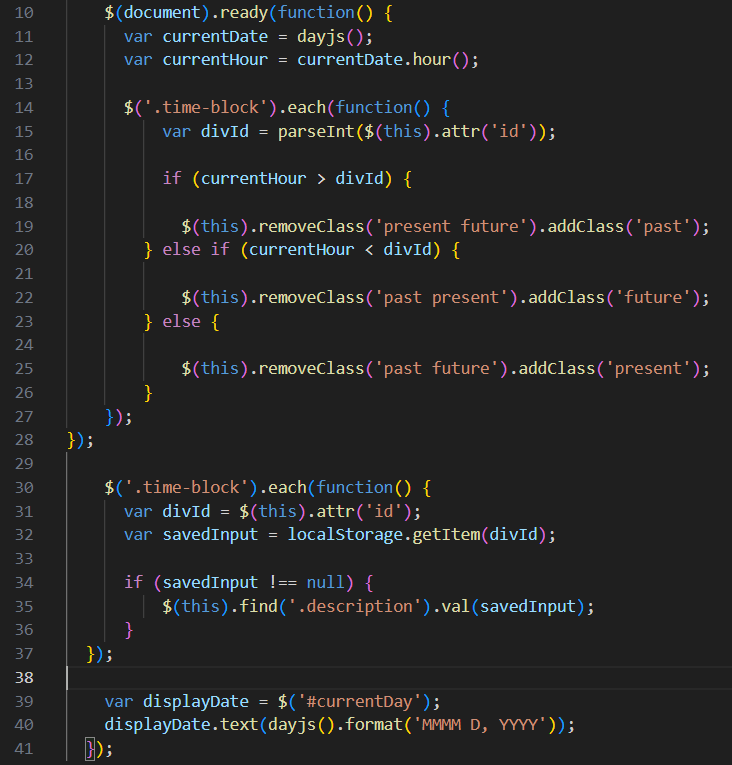 10 $(document).ready(function() {
11 var currentDate = dayjs();
12 var currentHour = currentDate.hour();
13
14 $('.time-block').each(function() {
15 var divId = parseInt($(this).attr('id'));
16
17 if (currentHour > divId) {
18
19 $(this).removeClass('present future').addClass('past');
20 } else if (currentHour < divId) {
21
22 $(this).removeClass('past present').addClass('future');
23 } else {
24
25 $(this).removeClass('past future').addClass('present');
26 }
27 });
28 });
29
30 $('.time-block').each(function() {
31 var divId = $(this).attr('id');
32 var savedInput = localStorage.getItem(divId);
33
34 if (savedInput !== null) {
35 $(this).find('.description').val(savedInput);
36 }
37 });
38
39 var displayDate = $('#currentDay');
40 displayDate.text(dayjs().format('MMMM D, YYYY'));
41 });